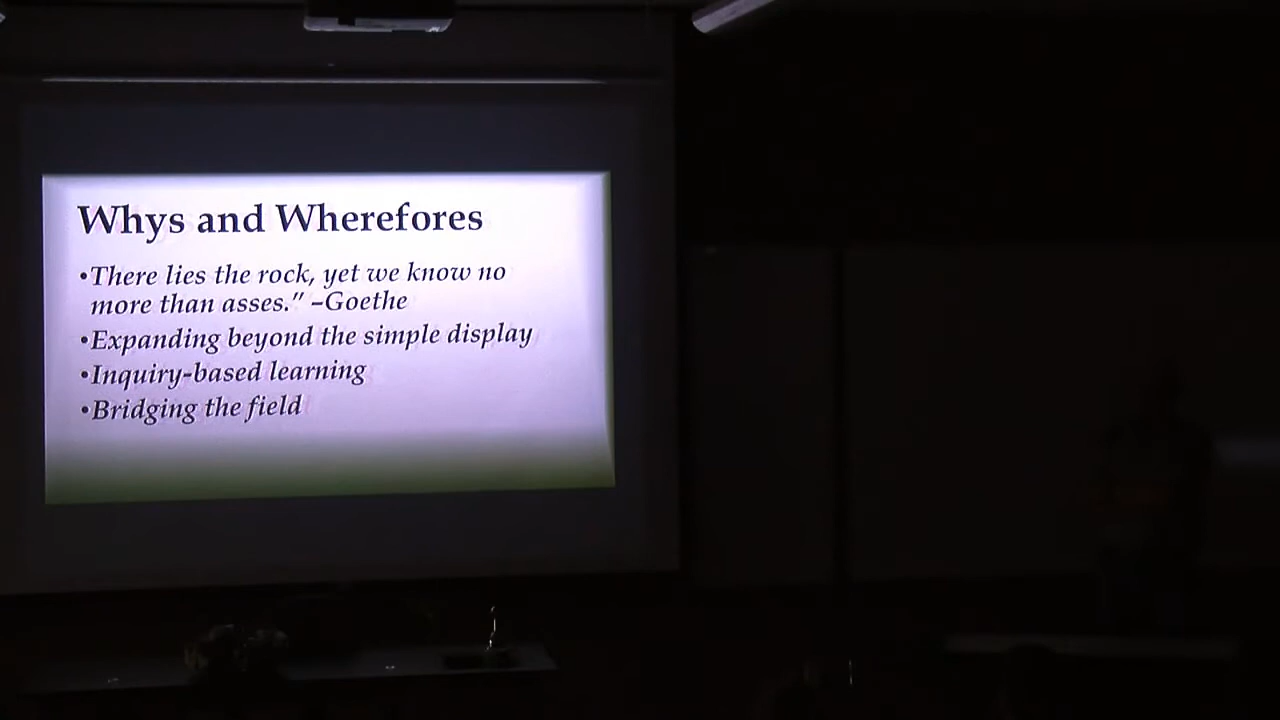 Whys and Wherefores
•There lies the rock, yet we know no
more than asses.” –Goethe
•Expanding beyond the simple display
•Inquiry-based learning
•Bridging the field